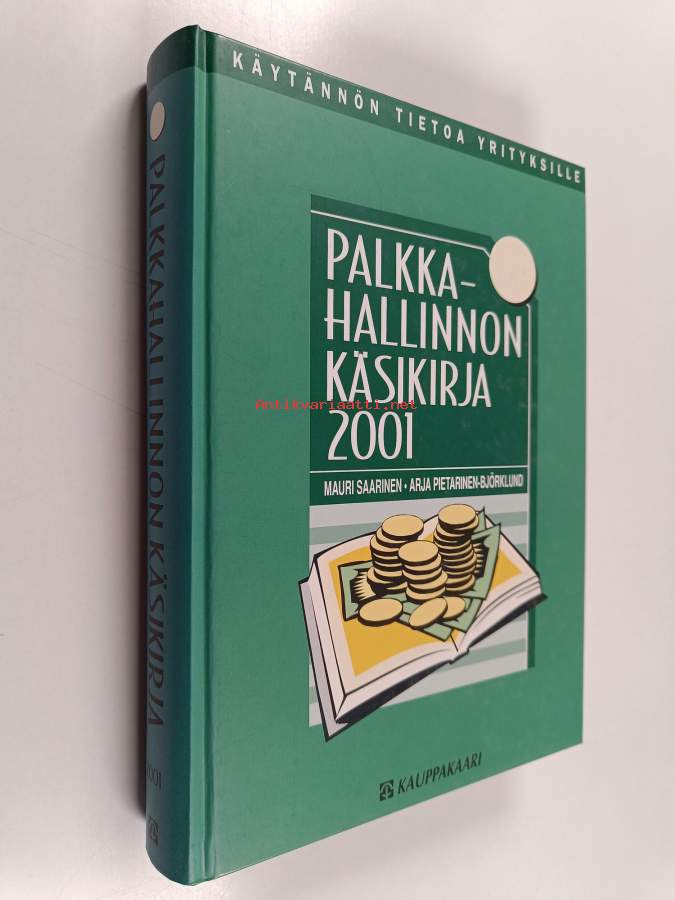 KÄYTÄNNÖN TIETOA YRITYKSILLE
PALKKA-
HALLINNON
KÄSIKIRJA
2001
MAURI SAARINEN • ARJA PIETARINEN-BJÖRKLUND
KAUPPAKAARI
PALKKAHALLINNON KÄSIKIRJA
2001
Antikvariaatti.net